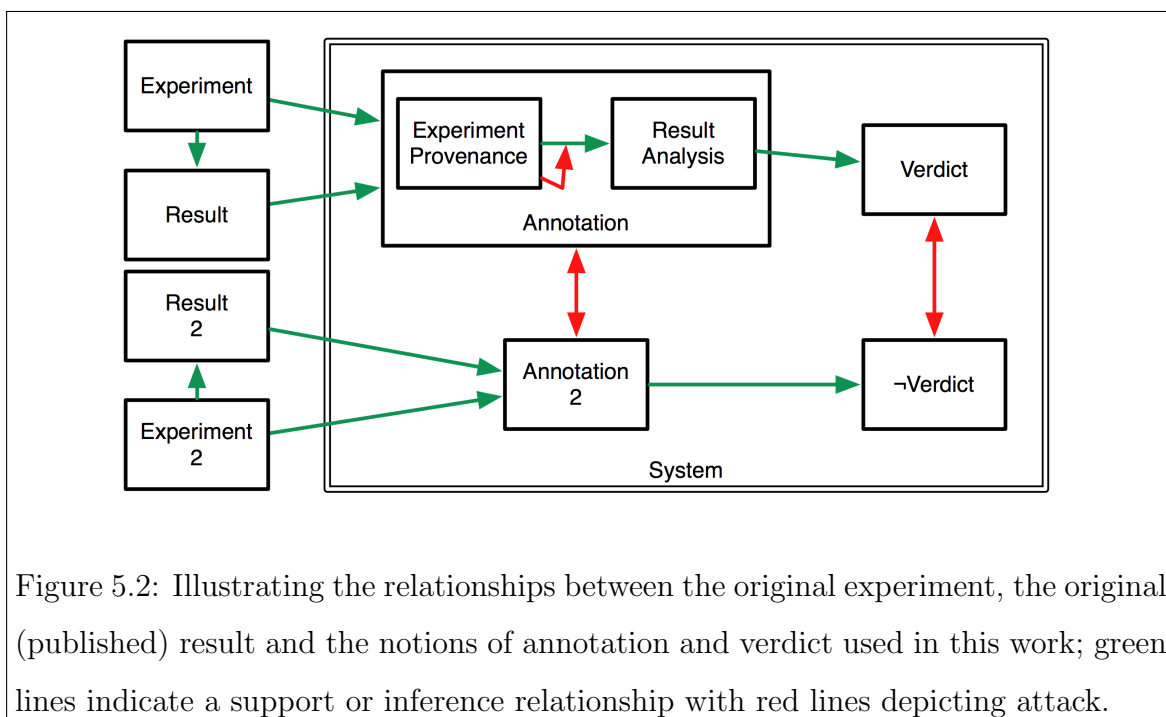 Experiment
Experiment
Provenance
Result
Analysis
Verdict
Result
Annotation
Result
2
Annotation
2
¬Verdict
Experiment
2
System
Figure 5.2: Illustrating the relationships between the original experiment, the original
(published) result and the notions of annotation and verdict used in this work; green
lines indicate a support or inference relationship with red lines depicting attack.